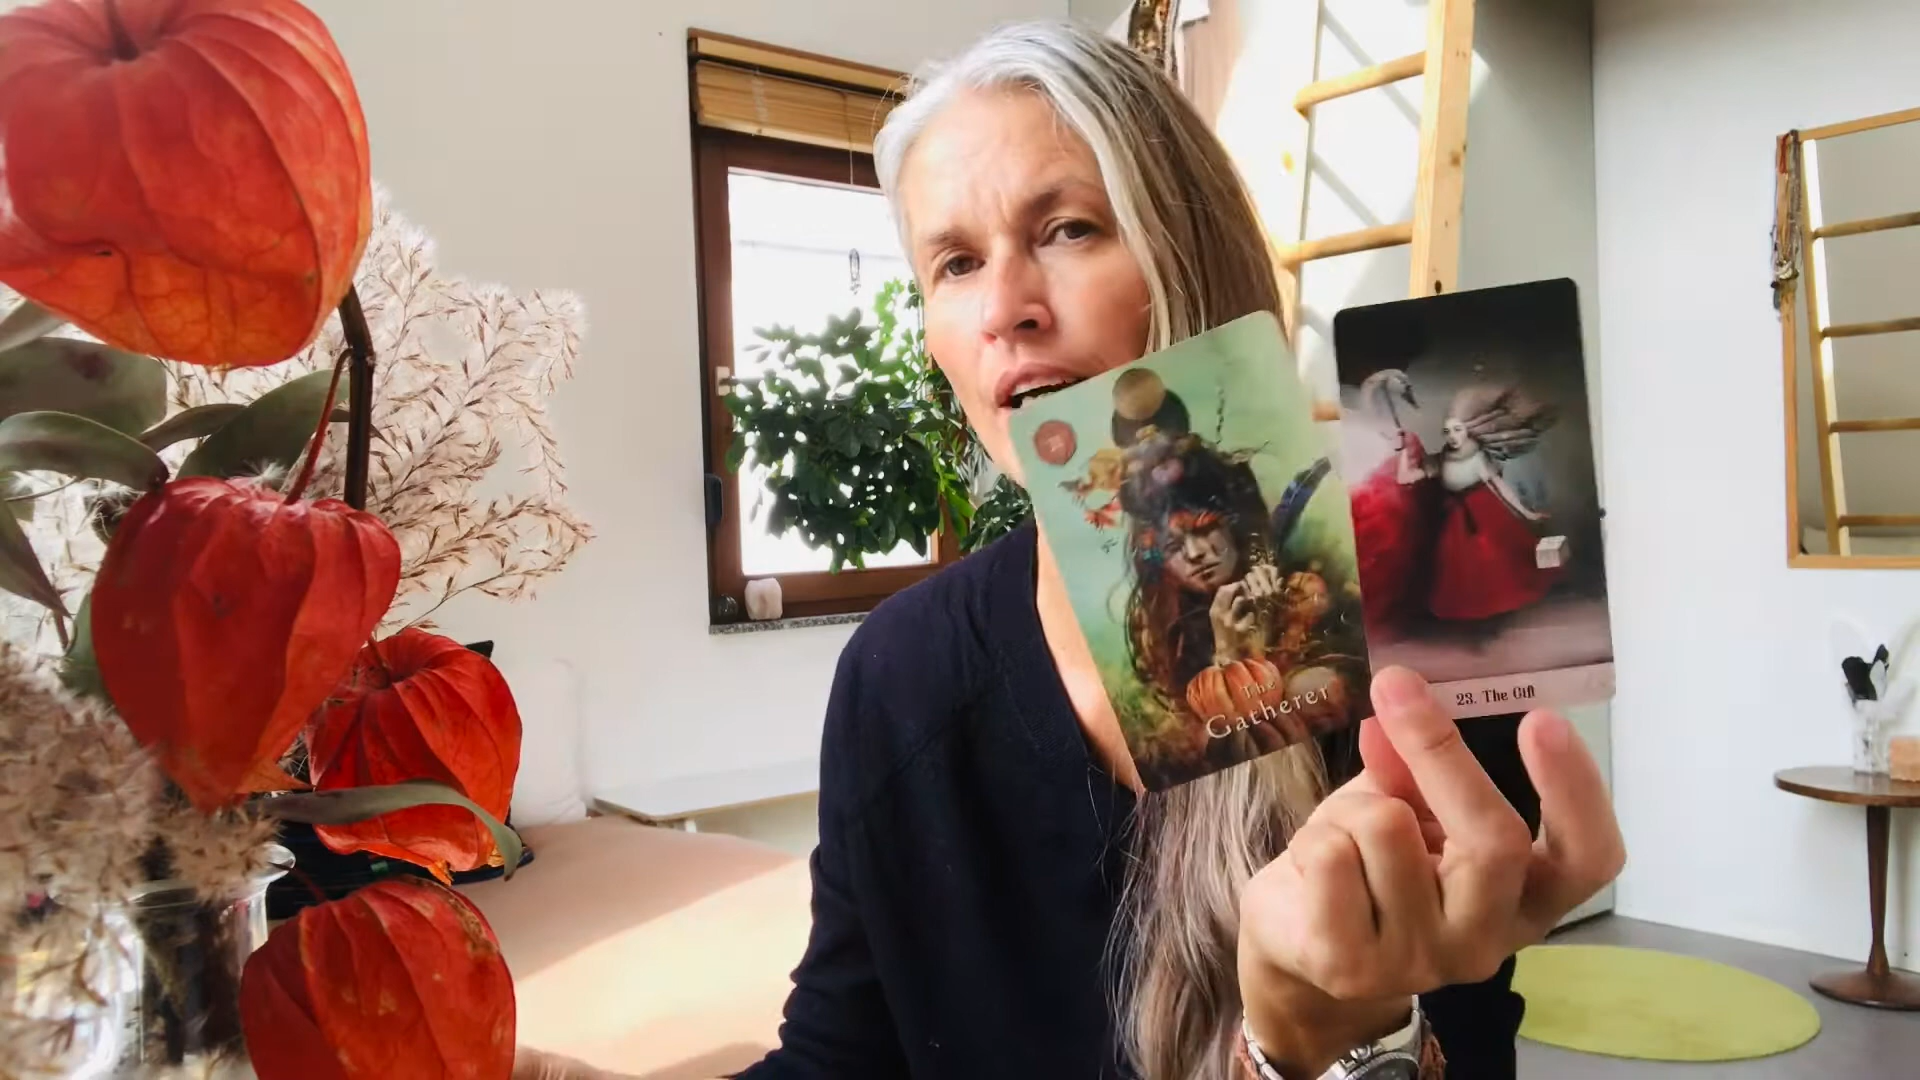 The
Gatherer
23. The Gift